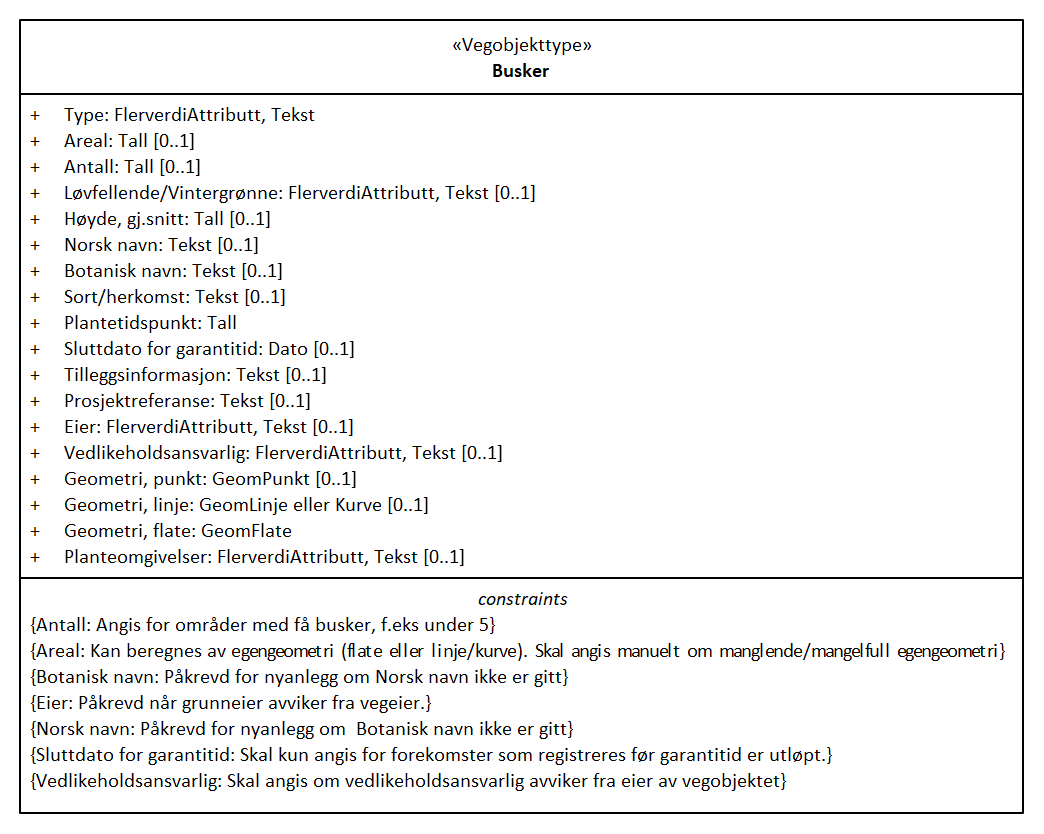 «Vegobjekttype»
Busker
+ Type: FlerverdiAttributt, Tekst
+ Areal: Tall [0..1]
+ Antall: Tall [0..1]
+ Løvfellende/Vintergrønne: FlerverdiAttributt, Tekst [0..1]
+ Høyde, gj.snitt: Tall [0..1]
+ Norsk navn: Tekst [0..1]
+ Botanisk navn: Tekst [0..1]
+ Sort/herkomst: Tekst [0..1]
+ Plantetidspunkt: Tall
+ Sluttdato for garantitid: Dato [0..1]
+ Tilleggsinformasjon: Tekst [0..1]
+ Prosjektreferanse: Tekst [0..1]
+ Eier: FlerverdiAttributt, Tekst [0..1]
+ Vedlikeholdsansvarlig: FlerverdiAttributt, Tekst [0..1]
+ Geometri, punkt: GeomPunkt [0..1]
+ Geometri, linje: GeomLinje eller Kurve [0..1]
+ Geometri, flate: GeomFlate
+ Planteomgivelser: FlerverdiAttributt, Tekst [0..1]
constraints
{Antall: Angis for områder med få busker, f.eks under 5}
{Areal: Kan beregnes av egengeometri (flate eller linje/kurve). Skal angis manuelt om manglende/mangelfull egengeometri}
{Botanisk navn: Påkrevd for nyanlegg om Norsk navn ikke er gitt}
{Eier: Påkrevd når grunneier avviker fra vegeier.}
{Norsk navn: Påkrevd for nyanlegg om  Botanisk navn ikke er gitt}
{Sluttdato for garantitid: Skal kun angis for forekomster som registreres før garantitid er utløpt.}
{Vedlikeholdsansvarlig: Skal angis om vedlikeholdsansvarlig avviker fra eier av vegobjektet}